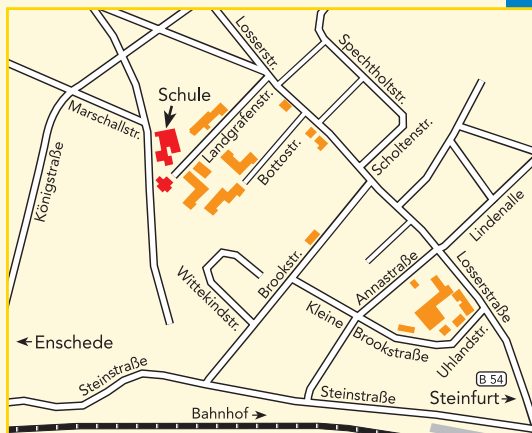 Losserstr.
Spechtholtstr.
Schule
Marschallstr.
Landgrafenstr.
Scholtenstr.
Bottostr.
Königstraße
Lindenalle
Losserstraße
Annastraße
Brookstr.
Wittekindstr.
Kleine
Brookstraße
Uhlandstr.
Enschede
Steinstraße
B 54
Steinfurt
Steinstraße
Bahnhof